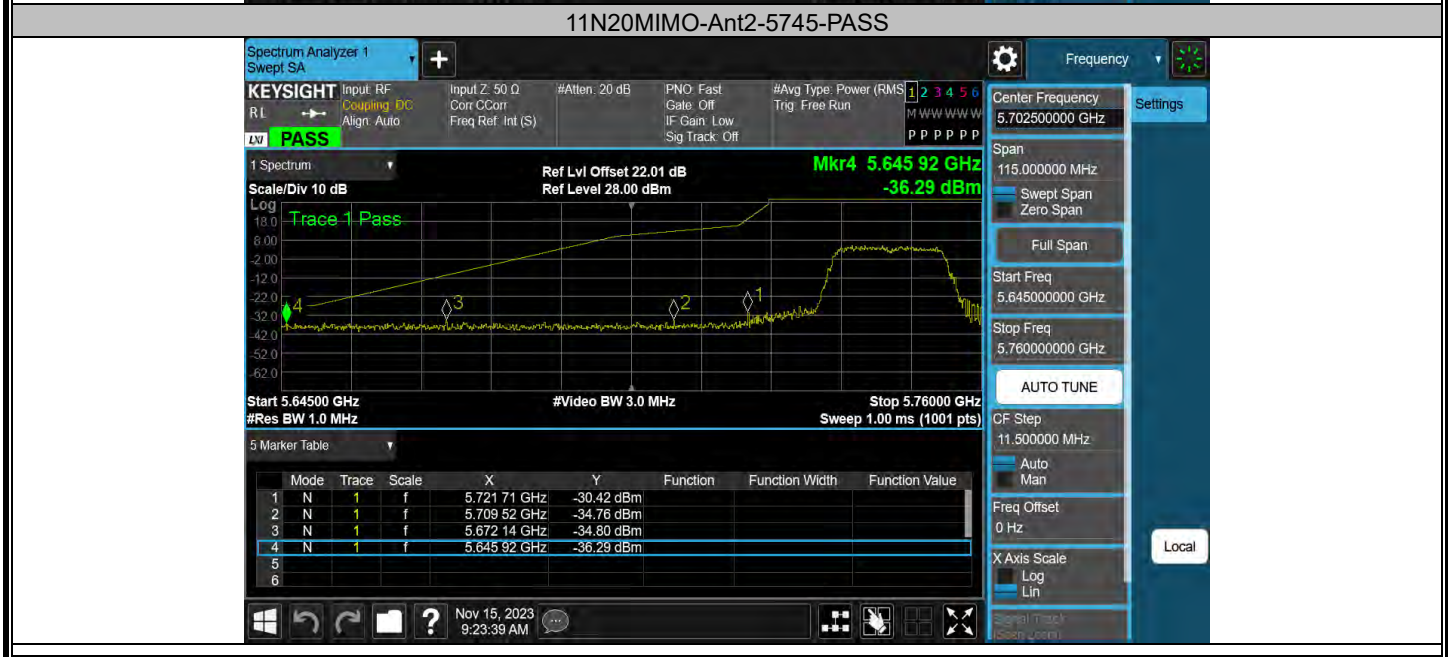 11N20MIMO-Ant2-5745-PASS
Spectrum Analyzer 1
Swept SA
+
Frequency
KEYSIGHT
RL
LXI PASS
Input: RF
Coupling: DC
Align: Auto
Input Z: 50 Ω
Corr CCorr
Freq Ref: Int (S)
#Atten: 20 dB
PNO: Fast
Gate: Off
IF Gain: Low
Sig Track: Off
#Avg Type: Power (RMS
Trig: Free Run
1 2 3 4 5 6
M W W W W W
P P P P P P
1 Spectrum
Scale/Div 10 dB
Ref Lvl Offset 22.01 dB
Ref Level 28.00 dBm
Mkr4 5.645 92 GHz
-36.29 dBm
Log
Trace 1 Pass
18.0
8.00
-2.00
-12.0
-22.0
-32.0
-42.0
-52.0
-62.0
4
3
2
1
Start 5.64500 GHz
#Video BW 3.0 MHz
Stop 5.76000 GHz
#Res BW 1.0 MHz
Sweep 1.00 ms (1001 pts)
5 Marker Table
Mode Trace Scale X Y Function Function Width Function Value
1 N 1 f 5.721 71 GHz -30.42 dBm
2 N 1 f 5.709 52 GHz -34.76 dBm
3 N 1 f 5.672 14 GHz -34.80 dBm
4 N 1 f 5.645 92 GHz -36.29 dBm
5
6
?
Nov 15, 2023
9:23:39 AM
Center Frequency
5.702500000 GHz
Settings
Span
115.000000 MHz
Swept Span
Zero Span
Full Span
Start Freq
5.645000000 GHz
Stop Freq
5.760000000 GHz
AUTO TUNE
CF Step
11.500000 MHz
Auto
Man
Freq Offset
0 Hz
X Axis Scale
Log
Lin
Signal Track
(Span Zoom)
Local